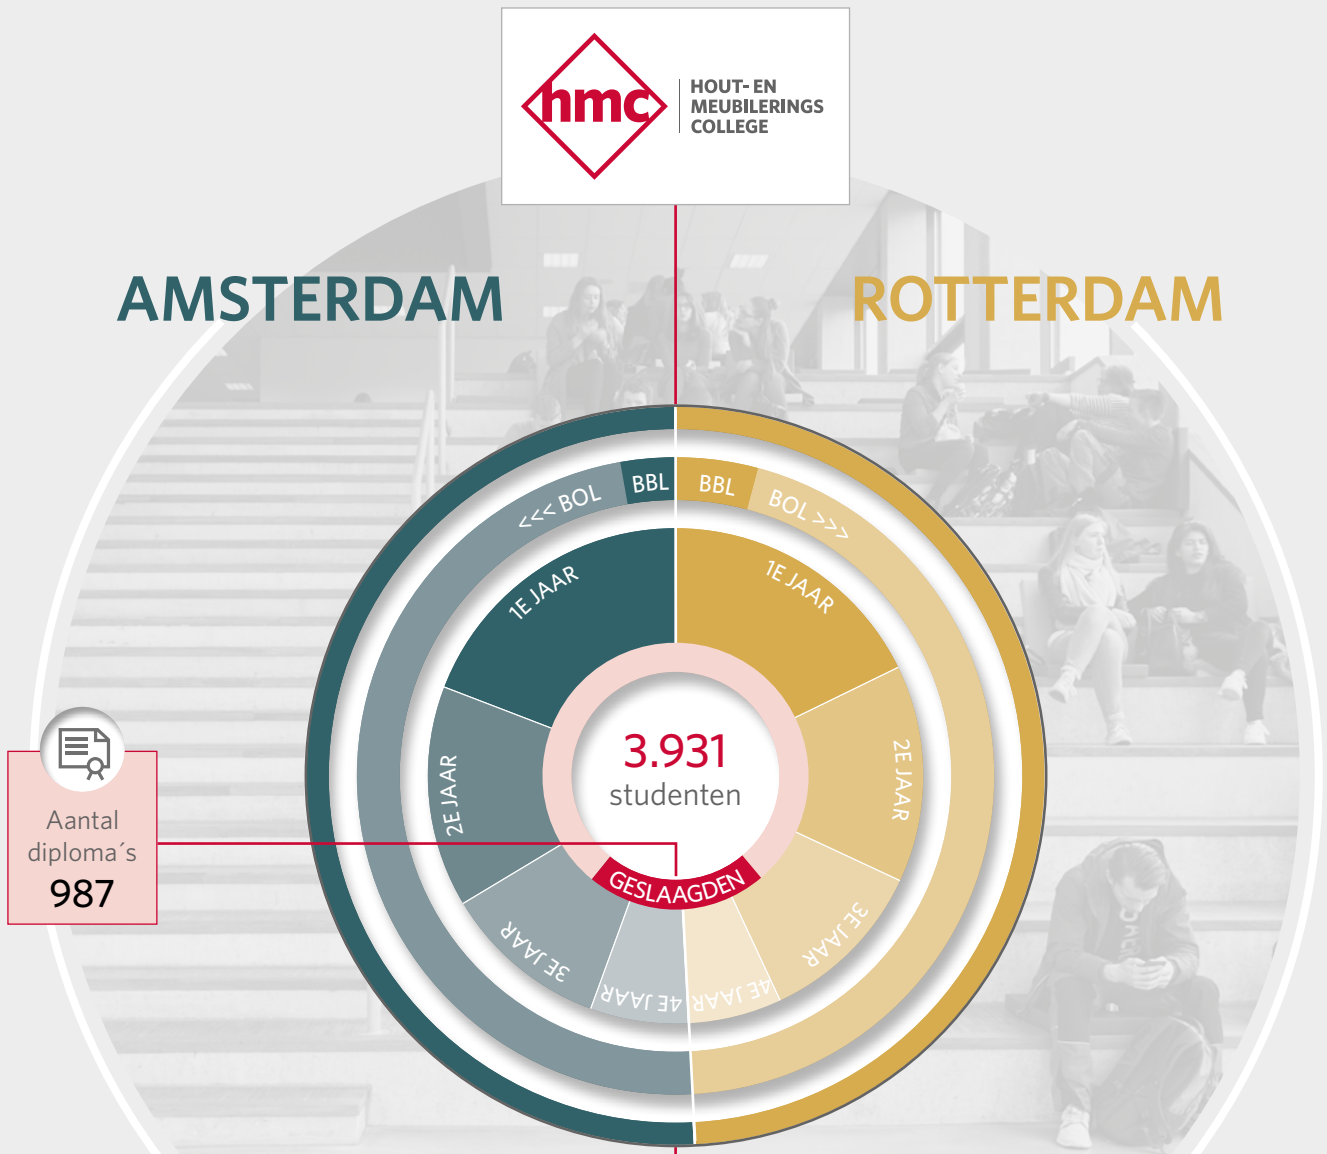 hmc
HOUT- EN
MEUBILERINGS
COLLEGE
AMSTERDAM
ROTTERDAM
<<< BOL
BBL
BBL
BOL >>>
1E JAAR
1E JAAR
2E JAAR
2E JAAR
3E JAAR
3E JAAR
4E JAAR
4E JAAR
3.931
studenten
GESLAAGDEN
Aantal
diploma´s
987